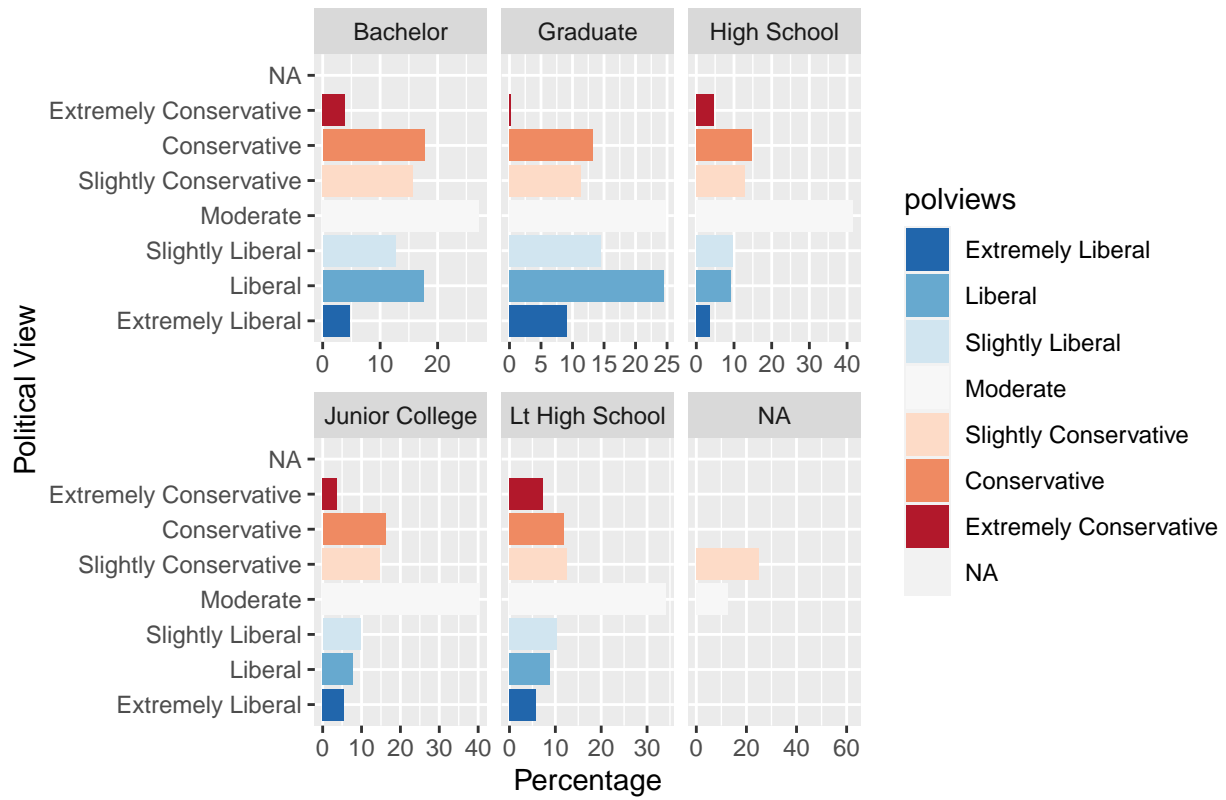 Bachelor
Graduate
High School
NA
Extremely Conservative
Conservative
Slightly Conservative
Moderate
Slightly Liberal
Liberal
Extremely Liberal
0 10 20
0 5 10 15 20 25
0 10 20 30 40
Junior College
Lt High School
NA
NA
Extremely Conservative
Conservative
Slightly Conservative
Moderate
Slightly Liberal
Liberal
Extremely Liberal
0 10 20 30 40
0 10 20 30
0 20 40 60
Political View
Percentage
polviews
Extremely Liberal
Liberal
Slightly Liberal
Moderate
Slightly Conservative
Conservative
Extremely Conservative
NA